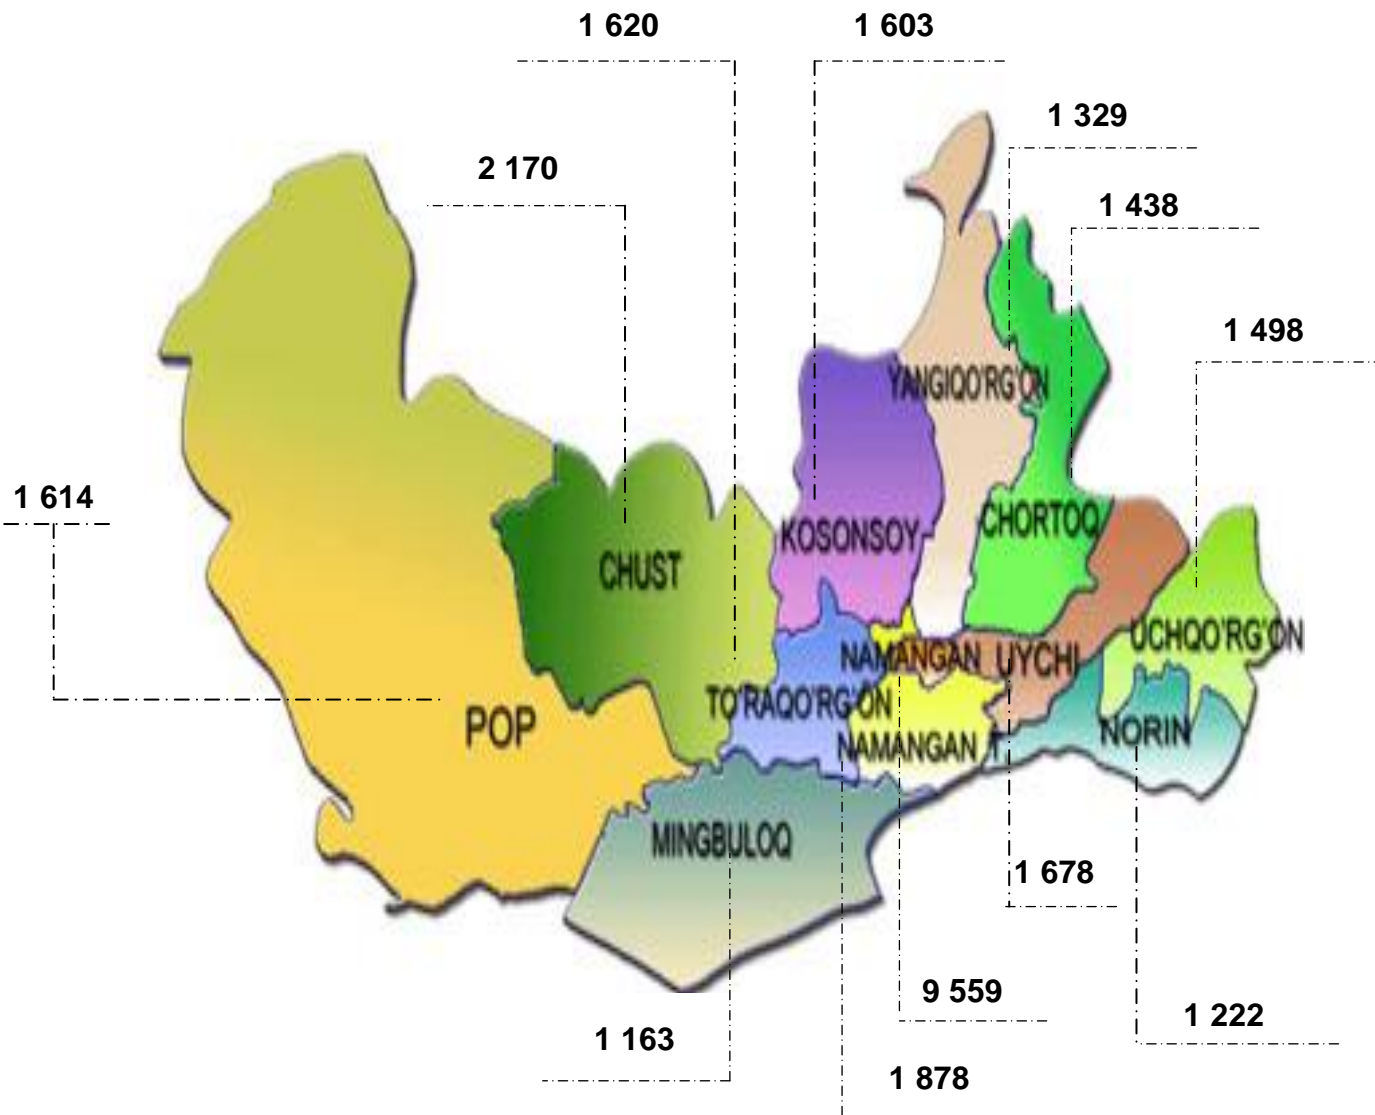 1 620
1 603
1 329
2 170
1 438
1 498
YANGIQO'RG'ON
1 614
KOSONSOY
CHORTOQ
CHUST
UCHQO'RG'ON
NAMANGAN
UYCHI
TO'RAQO'RG'ON
POP
NORIN
NAMANGAN T
MINGBULOQ
1 678
9 559
1 222
1 163
1 878